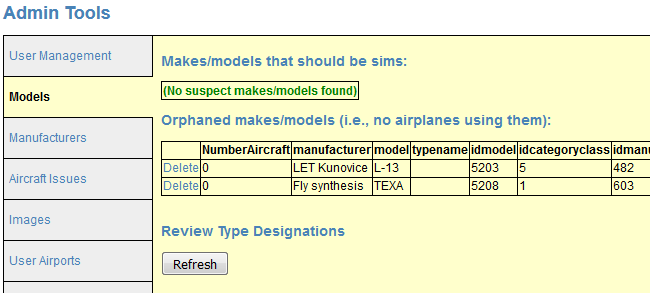 Admin Tools
User Management
Models
Manufacturers
Aircraft Issues
Images
User Airports
Makes/models that should be sims:
(No suspect makes/models found)
Orphaned makes/models (i.e., no airplanes using them):
NumberAircraft manufacturer model typename idmodel idcategoryclass idmanu
Delete 0 LET Kunovice L-13 5203 5 482
Delete 0 Fly synthesis TEXA 5208 1 603
Review Type Designations
Refresh